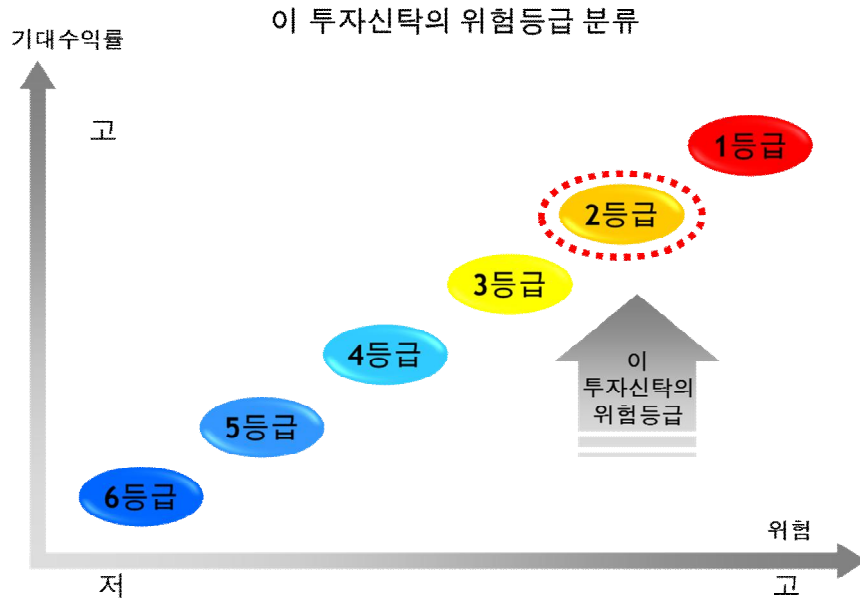 이 투자신탁의 위험등급 분류
기대수익률
고
1등급
2등급
3등급
4등급
5등급
6등급
이
투자신탁의
위험등급
위험
저
고